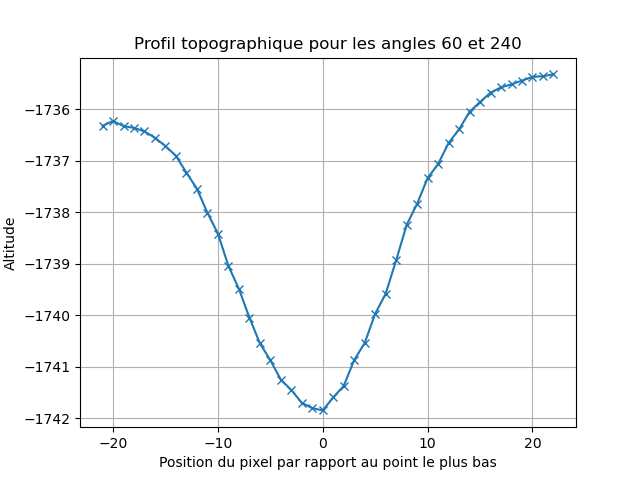 Profil topographique pour les angles 60 et 240
Altitude
−1736
−1737
−1738
−1739
−1740
−1741
−1742
−20 −10 0 10 20
Position du pixel par rapport au point le plus bas